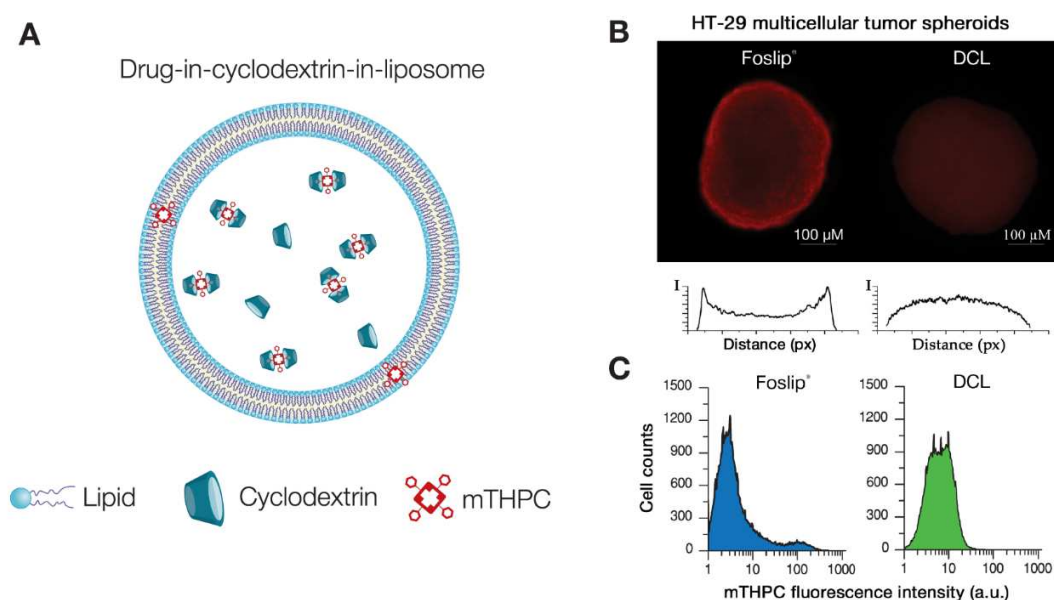 A
Drug-in-cyclodextrin-in-liposome
Lipid
Cyclodextrin
mTHPC
B
HT-29 multicellular tumor spheroids
Foslip®
DCL
100 µM
100 µM
I
I
Distance (px)
Distance (px)
C
Foslip®
DCL
Cell counts
1500
1200
900
600
300
0
1
10
100
1000
1500
1200
900
600
300
0
1
10
100
1000
mTHPC fluorescence intensity (a.u.)